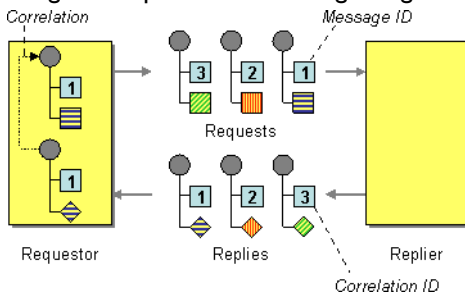 Correlation
Message ID
1
3
2
1
Requests
1
1
2
3
Requestor
Replies
Replier
Correlation ID